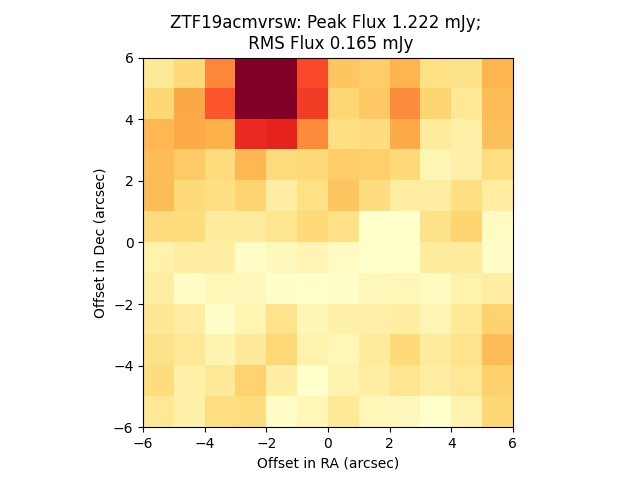 ZTF19acmvrsw: Peak Flux 1.222 mJy;
RMS Flux 0.165 mJy
6
4
2
0
−2
−4
−6
Offset in Dec (arcsec)
−6 −4 −2 0 2 4 6
Offset in RA (arcsec)